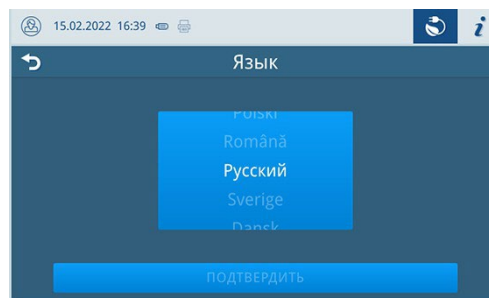 15.02.2022 16:39
i
Язык
Polski
Română
Русский
Sverige
Dansk
ПОДТВЕРДИТЬ